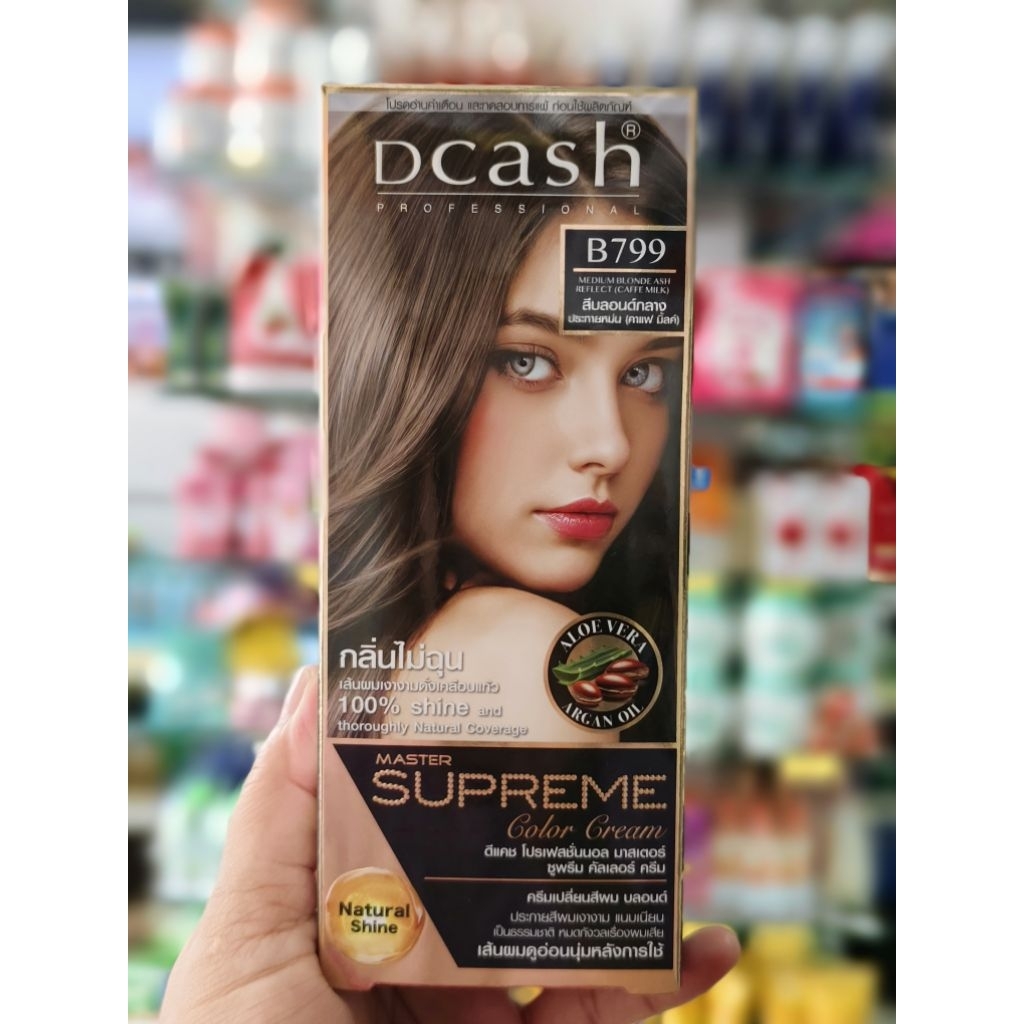 โปรดอ่านคำเตือน และทดสอบการแพ้ ก่อนใช้ผลิตภัณฑ์
Dcash®
PROFESSIONAL
B799
MEDIUM BLONDE ASH
REFLECT (CAFFE MILK)
สีบลอนด์กลาง
ประกายหม่น (คาเฟ่ มิ้ลค์)
กลิ่นไม่ฉุน
เส้นผมเงางามดั่งเคลือบแก้ว
100% shine and
thoroughly Natural Coverage
ALOE VERA
ARGAN OIL
MASTER
SUPREME
Color Cream
ดีแคช โปรเฟสชั่นนอล มาสเตอร์
ซูพรีม คัลเลอร์ ครีม
Natural
Shine
ครีมเปลี่ยนสีผม บลอนด์
ประกายสีผมเงางาม แนบเนียน
เป็นธรรมชาติ หมดกังวลเรื่องผมเสีย
เส้นผมดูอ่อนนุ่มหลังการใช้